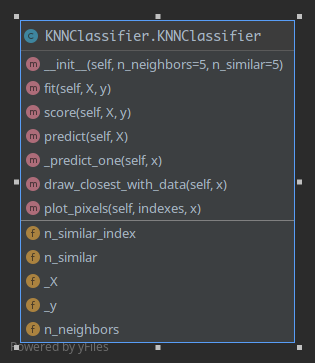 C KNNClassifier.KNNClassifier
m __init__(self, n_neighbors=5, n_similar=5)
m fit(self, X, y)
m score(self, X, y)
m predict(self, X)
m _predict_one(self, x)
m draw_closest_with_data(self, x)
m plot_pixels(self, indexes, x)
f n_similar_index
f n_similar
f _X
f _y
f n_neighbors
Powered by yFiles